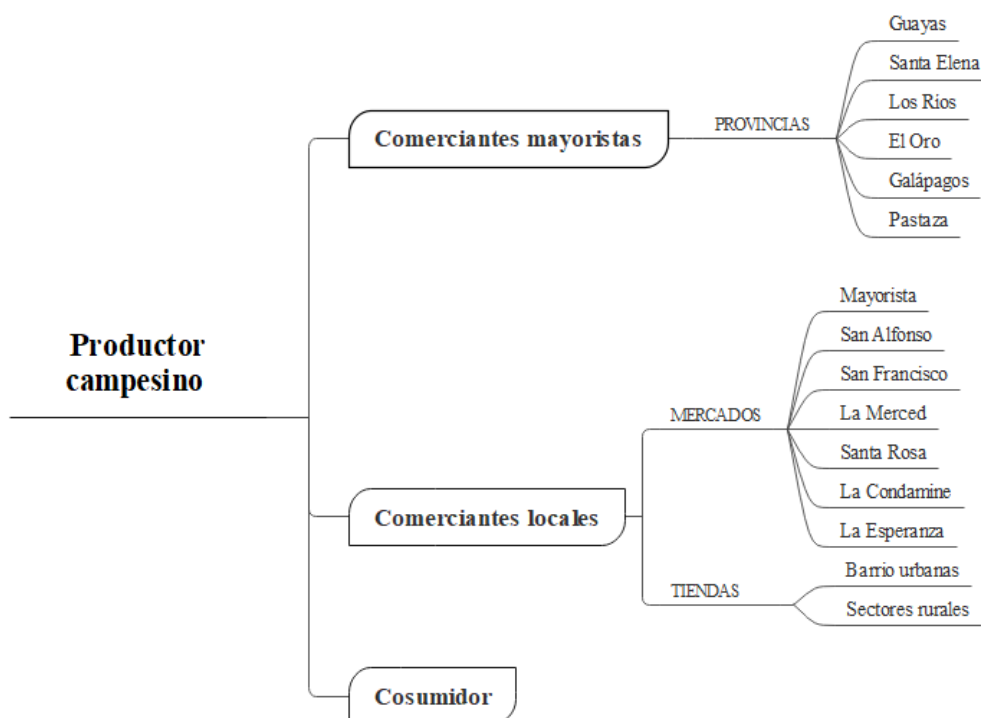 Productor
campesino
Comerciantes mayoristas
PROVINCIAS
Guayas
Santa Elena
Los Ríos
El Oro
Galápagos
Pastaza
Comerciantes locales
MERCADOS
Mayorista
San Alfonso
San Francisco
La Merced
Santa Rosa
La Condamine
La Esperanza
TIENDAS
Barrio urbanas
Sectores rurales
Cosumidor